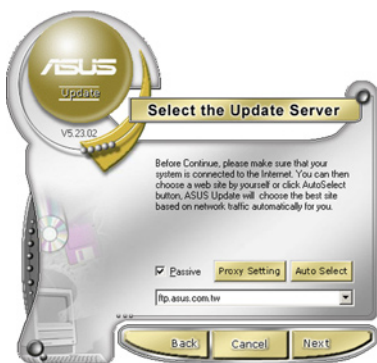 ASUS
Update
V5.23.02
Select the Update Server
Before Continue, please make sure that your
system is connected to the Internet. You can then
choose a web site by yourself or click AutoSelect
button, ASUS Update will choose the best site
based on network traffic automatically for you.
Passive
Proxy Setting
Auto Select
ftp.asus.com.tw
Back
Cancel
Next